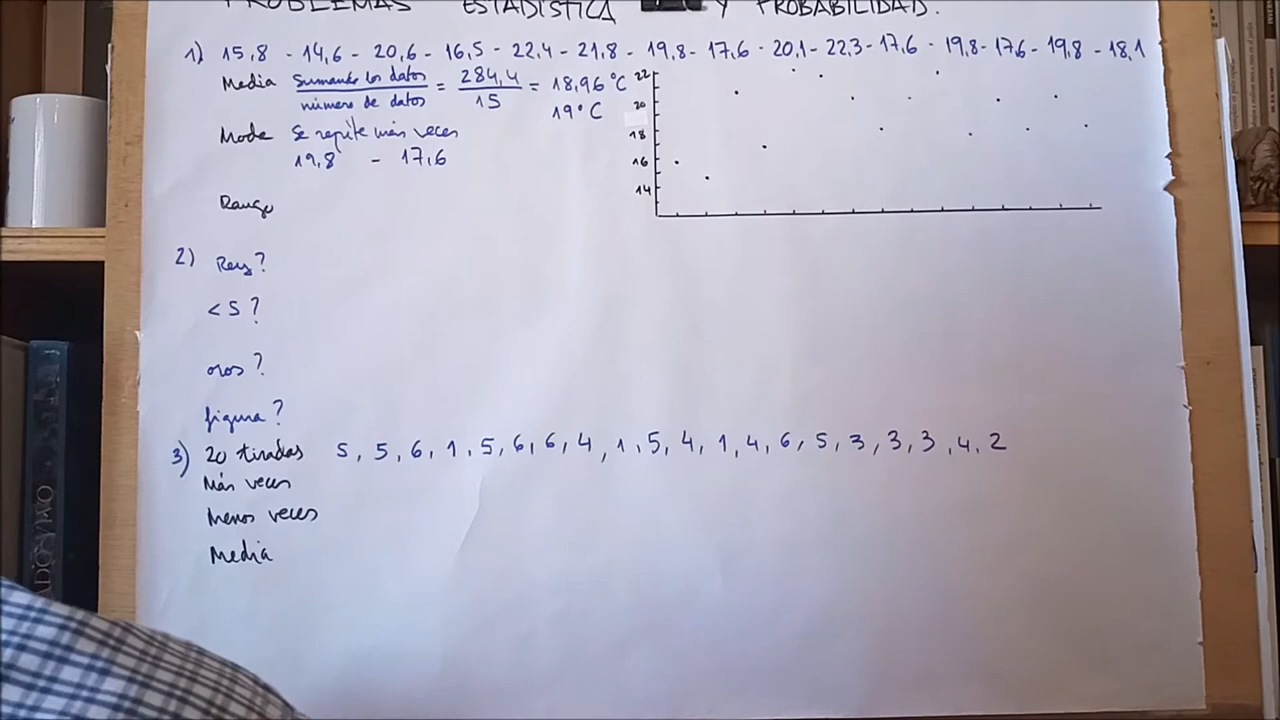 PROBLEMAS ESTADÍSTICA Y PROBABILIDAD.
1) 15,8 - 14,6 - 20,6 - 16,5 - 22,4 - 21,8 - 19,8 - 17,6 - 20,1 - 22,3 - 17,6 - 19,8 - 17,6 - 19,8 - 18,1
Media Sumando los datos = 284,4 = 18,96 °C
número de datos 15
19°C
Moda Se repite más veces
19,8 - 17,6
22
20
18
16
14
Rango
2) Rey?
< 5 ?
oros ?
figura ?
3) 20 tiradas 5, 5, 6, 1, 5, 6, 6, 4, 1, 5, 4, 1, 4, 6, 5, 3, 3, 3, 4, 2
Más veces
Menos veces
Media